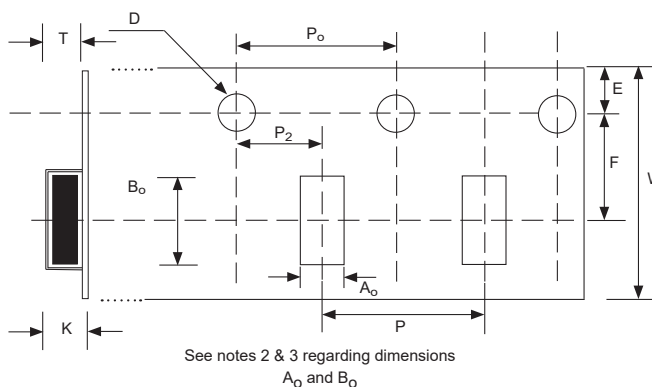 D
T
Po
E
P2
F
W
Bo
Ao
K
P
See notes 2 & 3 regarding dimensions
Ao and Bo